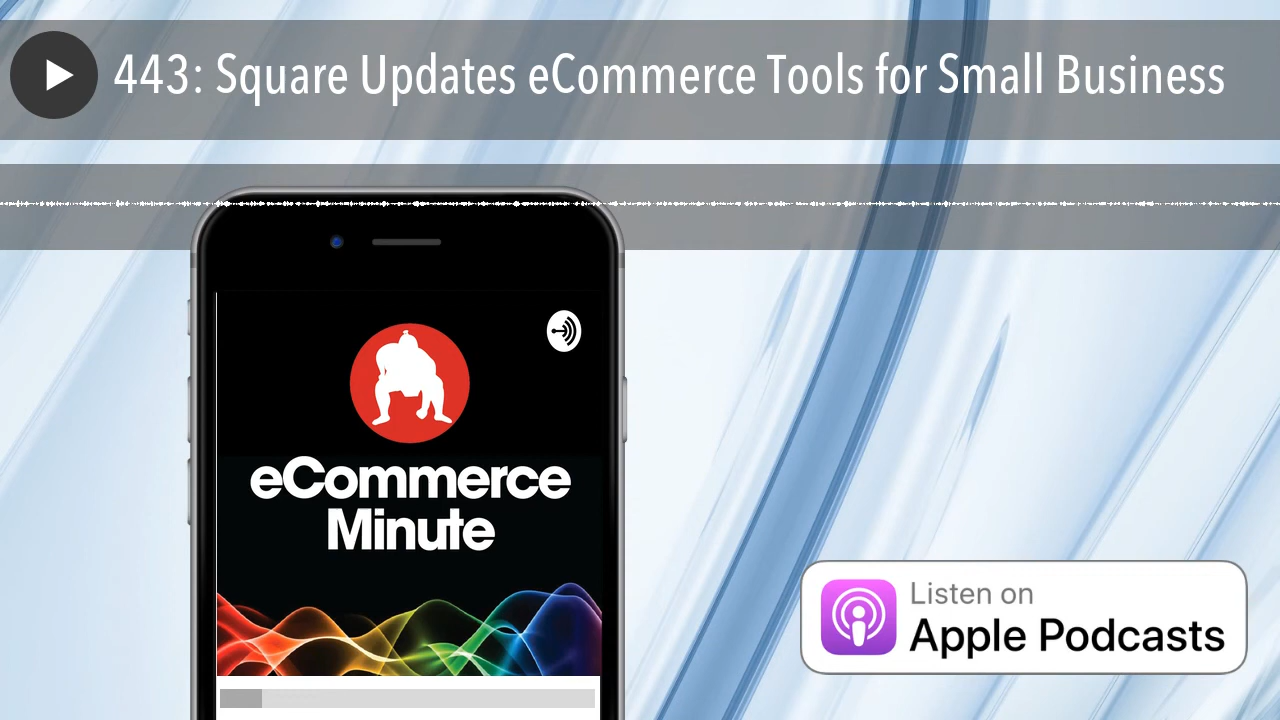 443: Square Updates eCommerce Tools for Small Business
eCommerce
Minute
Listen on
Apple Podcasts